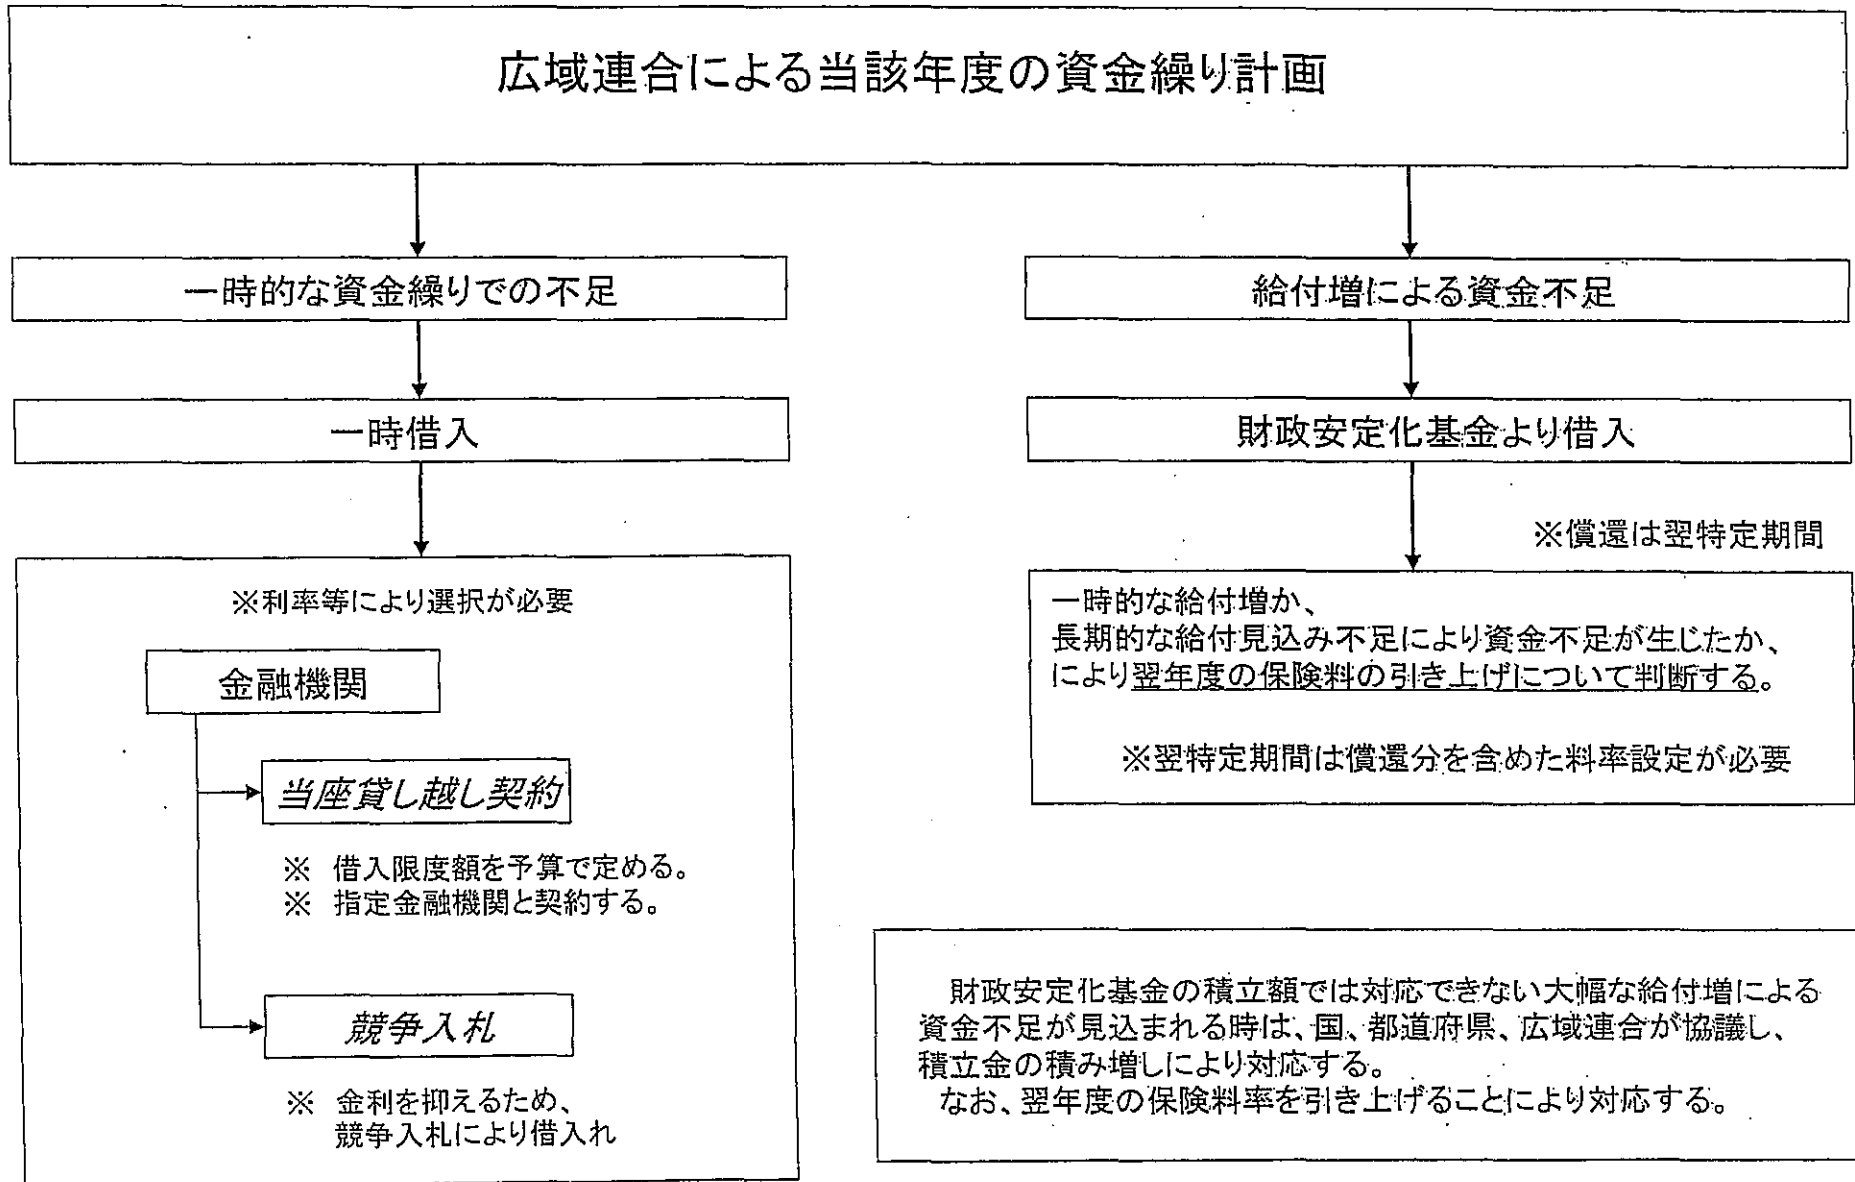 広域連合による当該年度の資金繰り計画
一時的な資金繰りでの不足
一時借入
※利率等により選択が必要
金融機関
当座貸し越し契約
※ 借入限度額を予算で定める。
※ 指定金融機関と契約する。
競争入札
※ 金利を抑えるため、
競争入札により借入れ
給付増による資金不足
財政安定化基金より借入
※償還は翌特定期間
一時的な給付増か、
長期的な給付見込み不足により資金不足が生じたか、
により翌年度の保険料の引き上げについて判断する。
※翌特定期間は償還分を含めた料率設定が必要
財政安定化基金の積立額では対応できない大幅な給付増による
資金不足が見込まれる時は、国、都道府県、広域連合が協議し、
積立金の積み増しにより対応する。
なお、翌年度の保険料率を引き上げることにより対応する。